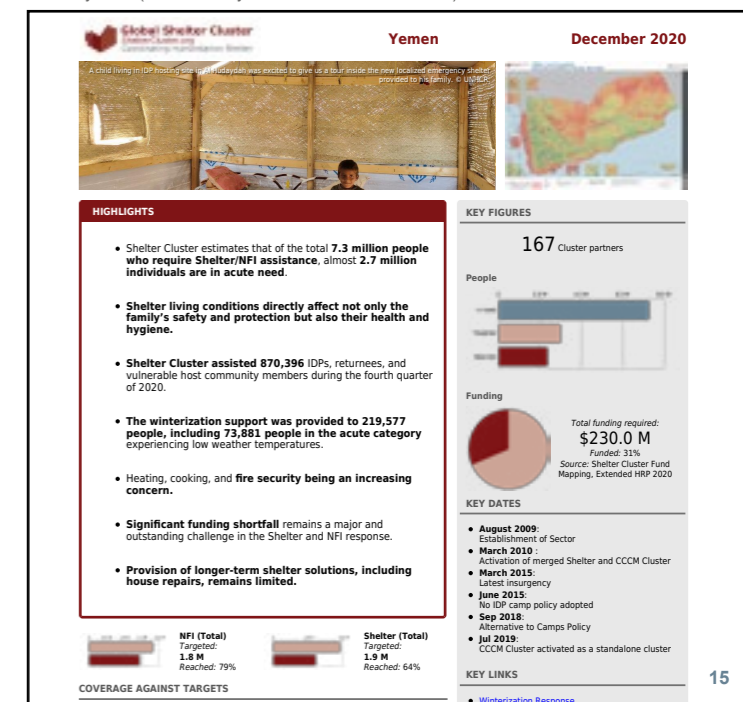 Global Shelter Cluster
ShelterCluster.org
Coordinating Humanitarian Shelter
Yemen
December 2020
A child living in IDP hosting site in Al Hudaydah was excited to give us a tour inside the new localized emergency shelter
provided to his family. © UNHCR.
HIGHLIGHTS
• Shelter Cluster estimates that of the total 7.3 million people
who require Shelter/NFI assistance, almost 2.7 million
individuals are in acute need.
• Shelter living conditions directly affect not only the
family's safety and protection but also their health and
hygiene.
• Shelter Cluster assisted 870,396 IDPs, returnees, and
vulnerable host community members during the fourth quarter
of 2020.
• The winterization support was provided to 219,577
people, including 73,881 people in the acute category
experiencing low weather temperatures.
• Heating, cooking, and fire security being an increasing
concern.
• Significant funding shortfall remains a major and
outstanding challenge in the Shelter and NFI response.
• Provision of longer-term shelter solutions, including
house repairs, remains limited.
NFI (Total)
Targeted:
1.8 M
Reached: 79%
Shelter (Total)
Targeted:
1.9 M
Reached: 64%
COVERAGE AGAINST TARGETS
KEY FIGURES
167 Cluster partners
People
Funding
Total funding required:
$230.0 M
Funded: 31%
Source: Shelter Cluster Fund
Mapping, Extended HRP 2020
KEY DATES
• August 2009:
Establishment of Sector
• March 2010 :
Activation of merged Shelter and CCCM Cluster
• March 2015:
Latest insurgency
• June 2015:
No IDP camp policy adopted
• Sep 2018:
Alternative to Camps Policy
• Jul 2019:
CCCM Cluster activated as a standalone cluster
KEY LINKS
• Winterization Response
15